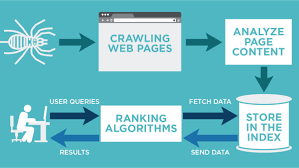 CRAWLING
WEB PAGES
ANALYZE
PAGE
CONTENT
USER QUERIES
FETCH DATA
RANKING
ALGORITHMS
STORE
IN THE
INDEX
RESULTS
SEND DATA